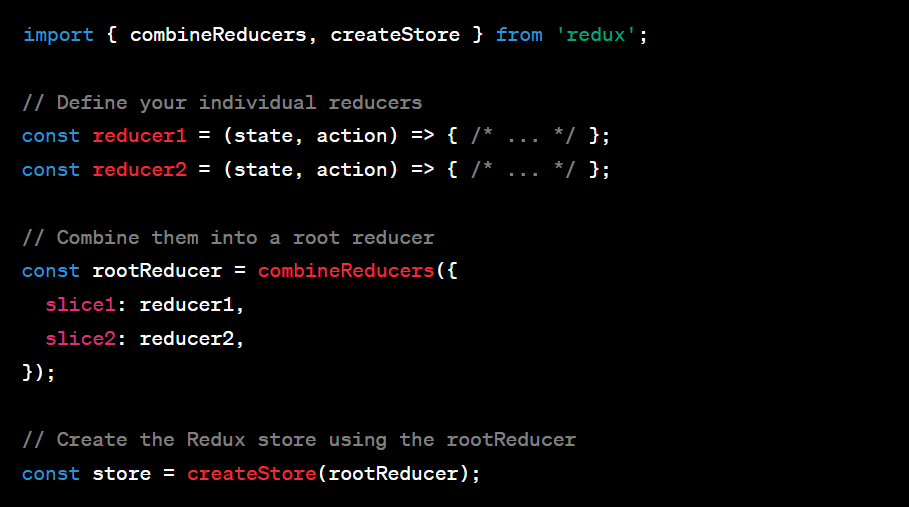 import { combineReducers, createStore } from 'redux';
// Define your individual reducers
const reducer1 = (state, action) => { /* ... */ };
const reducer2 = (state, action) => { /* ... */ };
// Combine them into a root reducer
const rootReducer = combineReducers({
  slice1: reducer1,
  slice2: reducer2,
});
// Create the Redux store using the rootReducer
const store = createStore(rootReducer);